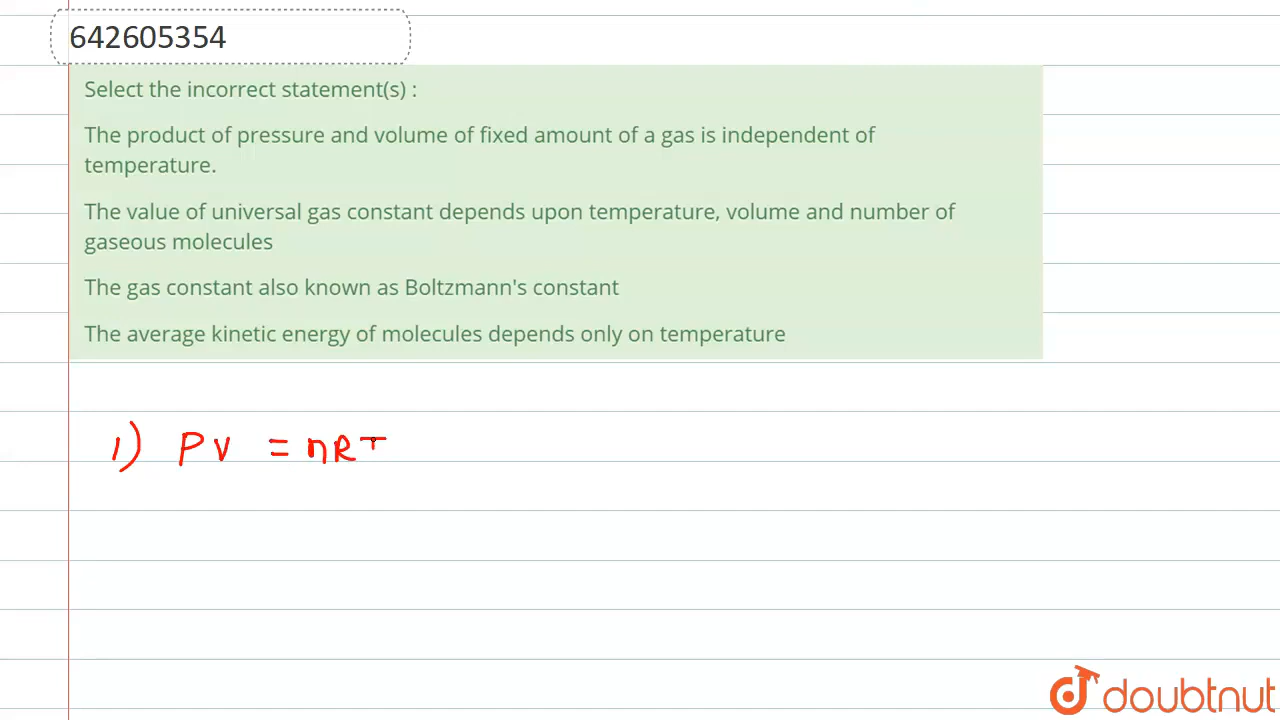 642605354
Select the incorrect statement(s) :
The product of pressure and volume of fixed amount of a gas is independent of
temperature.
The value of universal gas constant depends upon temperature, volume and number of
gaseous molecules
The gas constant also known as Boltzmann's constant
The average kinetic energy of molecules depends only on temperature
1) PV = nRT
doubtnut